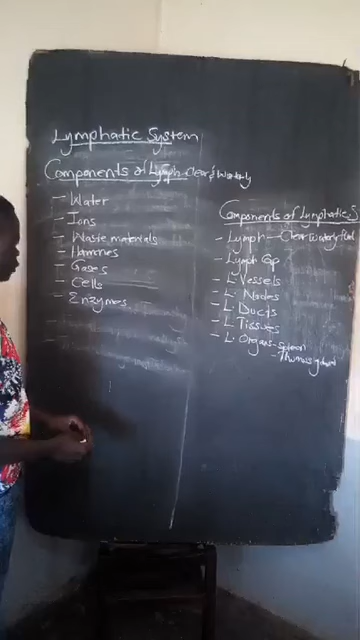 Lymphatic System
Components of Lymph - Clear & Watery
- Water
- Ions
- Waste materials
- Hormones
- Gases
- Cells
- Enzymes
Components of Lymphatic S
- Lymph - Clear watery fluid
- Lymph Cp
- L. Vessels
- L. Nodes
- L. Ducts
- L Tissues
- L. Organs - Spleen
- Thymus gland